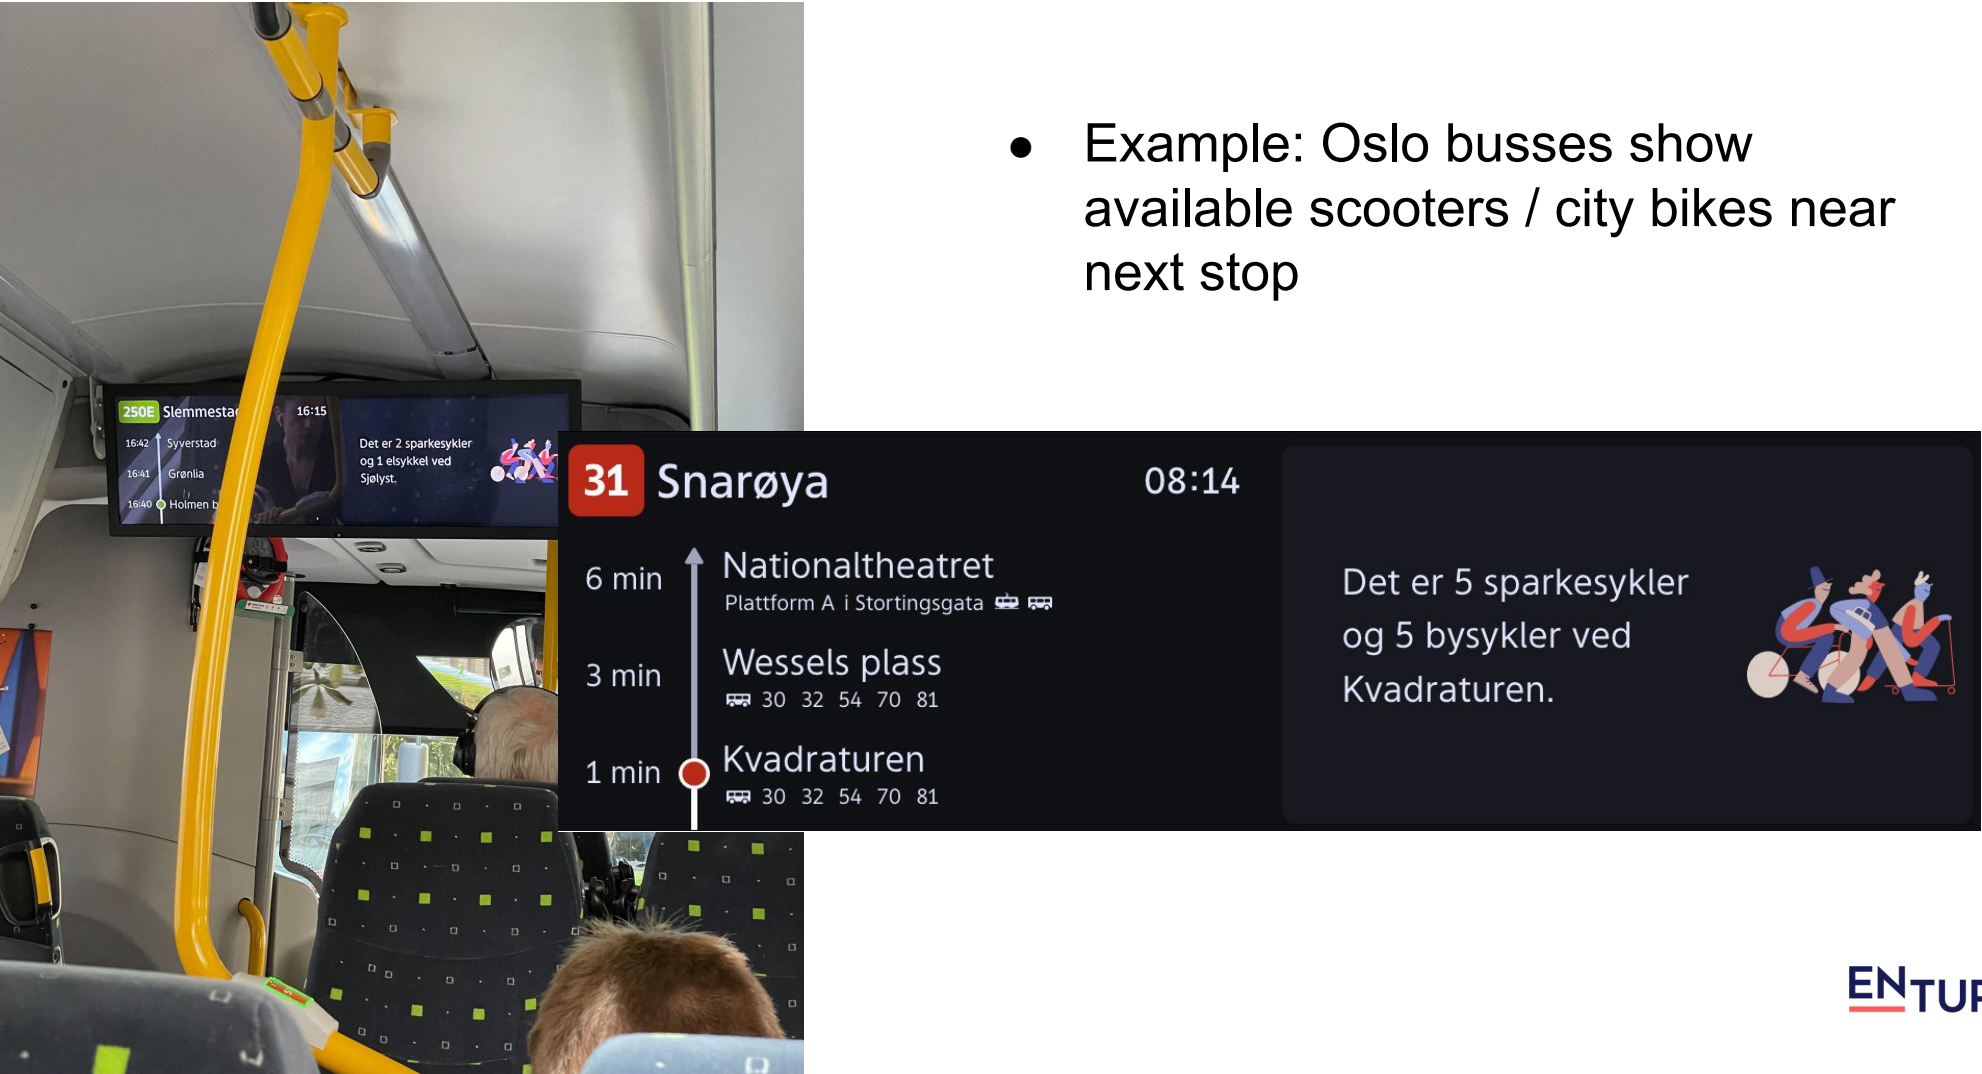 ● Example: Oslo busses show
available scooters / city bikes near
next stop
250E Slemmesta 16:15
16:42 Syverstad
16:41 Grønlia
16:40 Holmen b
Det er 2 sparkesykler
og 1 elsykkel ved
Sjølyst.
31 Snarøya 08:14
6 min Nationaltheatret
Plattform A i Stortingsgata
3 min Wessels plass
30 32 54 70 81
1 min Kvadraturen
30 32 54 70 81
Det er 5 sparkesykler
og 5 bysykler ved
Kvadraturen.
ENTUR